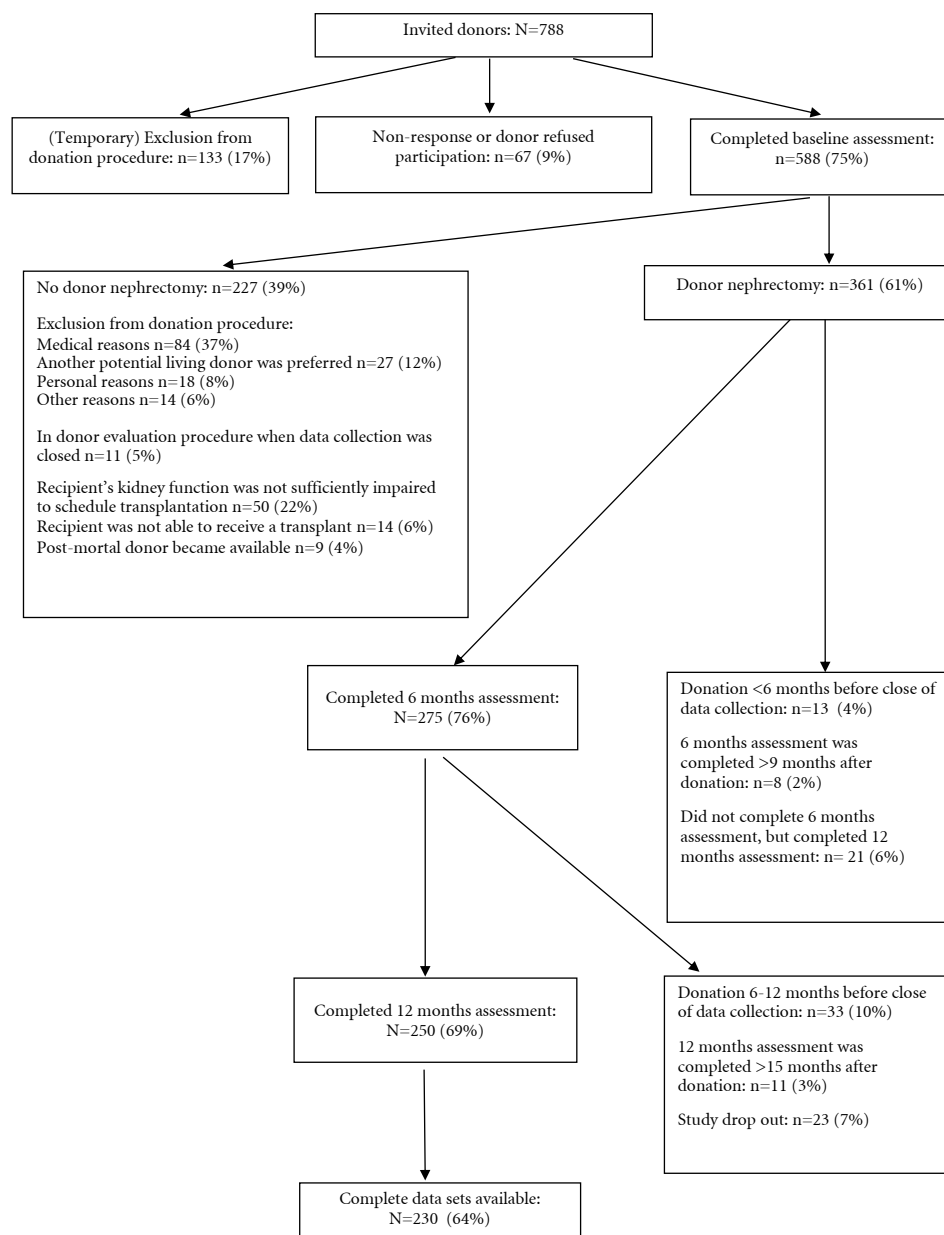 Invited donors: N=788
(Temporary) Exclusion from
donation procedure: n=133 (17%)
Non-response or donor refused
participation: n=67 (9%)
Completed baseline assessment:
n=588 (75%)
No donor nephrectomy: n=227 (39%)
Exclusion from donation procedure:
Medical reasons n=84 (37%)
Another potential living donor was preferred n=27 (12%)
Personal reasons n=18 (8%)
Other reasons n=14 (6%)
In donor evaluation procedure when data collection was
closed n=11 (5%)
Recipient's kidney function was not sufficiently impaired
to schedule transplantation n=50 (22%)
Recipient was not able to receive a transplant n=14 (6%)
Post-mortal donor became available n=9 (4%)
Donor nephrectomy: n=361 (61%)
Completed 6 months assessment:
N=275 (76%)
Donation <6 months before close of
data collection: n=13 (4%)
6 months assessment was
completed >9 months after
donation: n=8 (2%)
Did not complete 6 months
assessment, but completed 12
months assessment: n= 21 (6%)
Completed 12 months assessment:
N=250 (69%)
Donation 6-12 months before close
of data collection: n=33 (10%)
12 months assessment was
completed >15 months after
donation: n=11 (3%)
Study drop out: n=23 (7%)
Complete data sets available:
N=230 (64%)